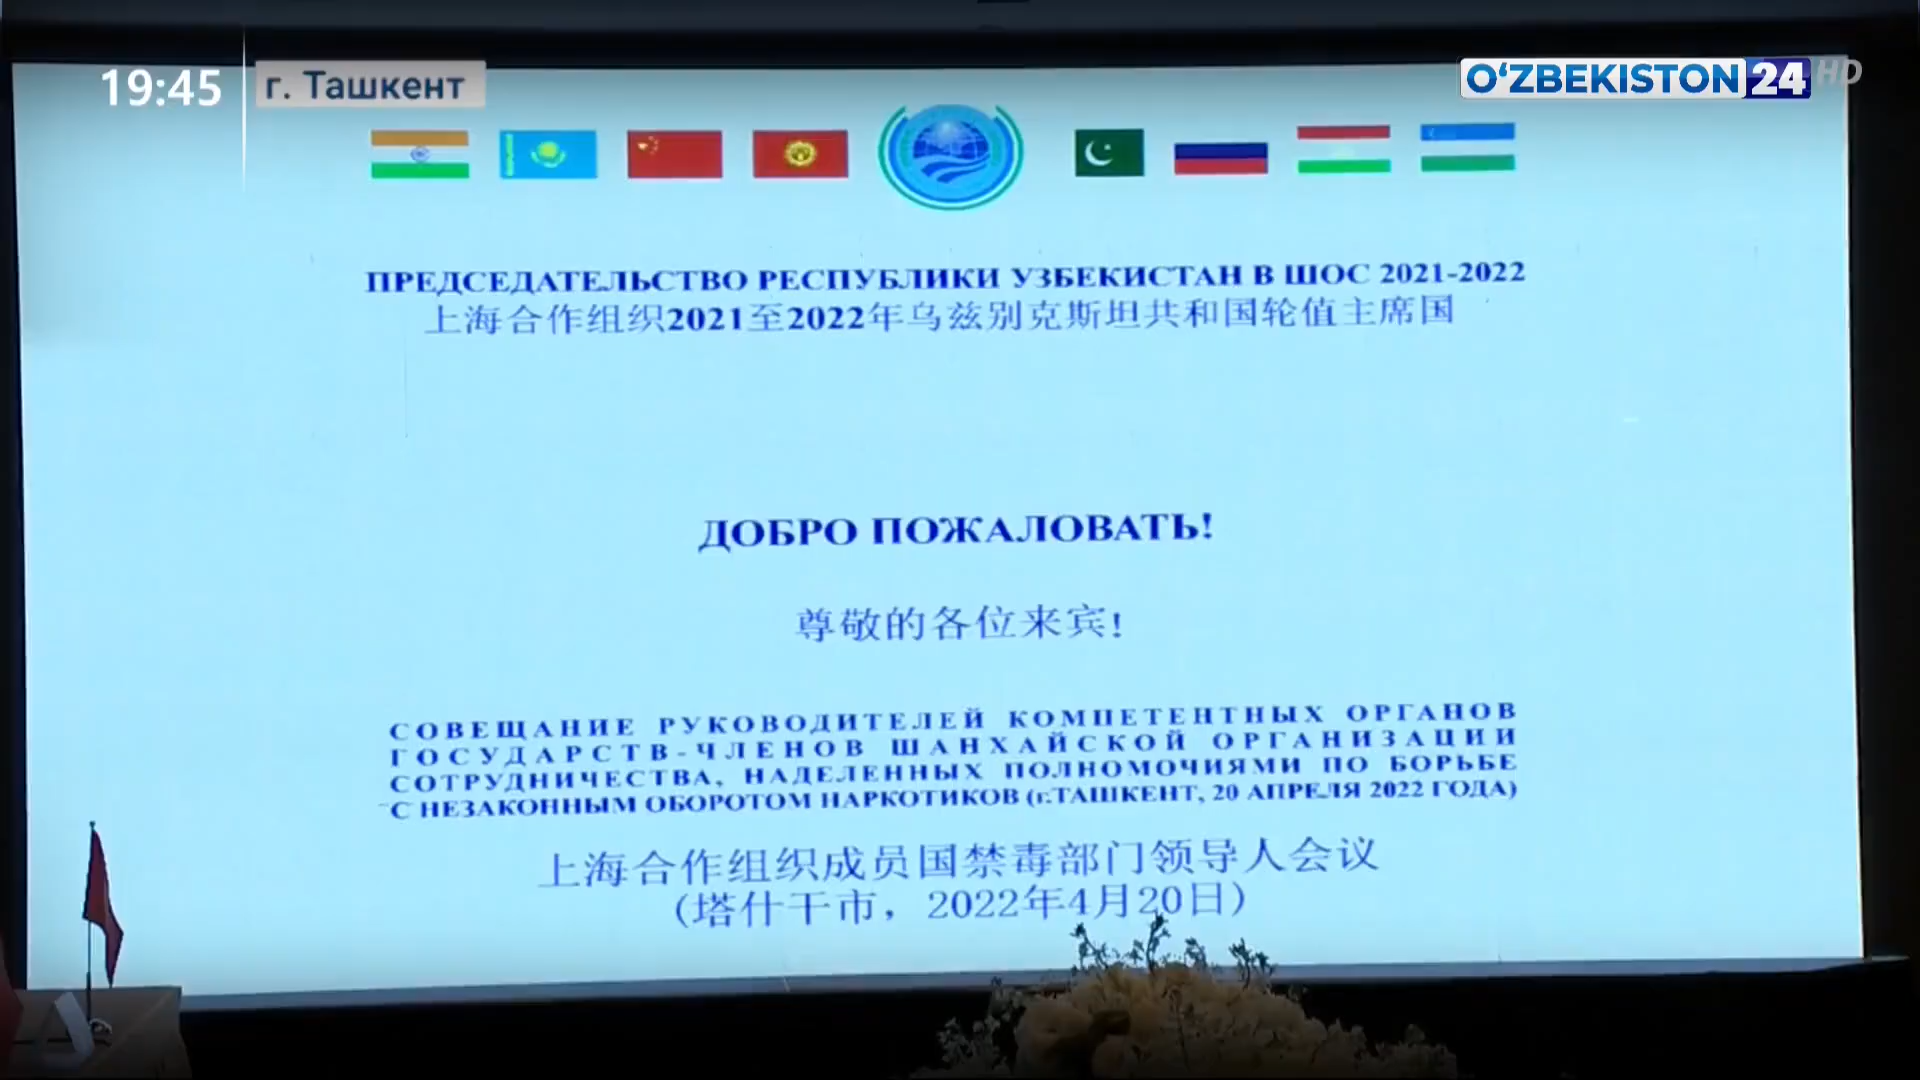 19:45
г. Ташкент
O‘ZBEKISTON 24 HD
ПРЕДСЕДАТЕЛЬСТВО РЕСПУБЛИКИ УЗБЕКИСТАН В ШОС 2021-2022
上海合作组织2021至2022年乌兹别克斯坦共和国轮值主席国
ДОБРО ПОЖАЛОВАТЬ!
尊敬的各位来宾!
СОВЕЩАНИЕ РУКОВОДИТЕЛЕЙ КОМПЕТЕНТНЫХ ОРГАНОВ
ГОСУДАРСТВ-ЧЛЕНОВ ШАНХАЙСКОЙ ОРГАНИЗАЦИИ
СОТРУДНИЧЕСТВА, НАДЕЛЕННЫХ ПОЛНОМОЧИЯМИ ПО БОРЬБЕ
С НЕЗАКОННЫМ ОБОРОТОМ НАРКОТИКОВ (г.ТАШКЕНТ, 20 АПРЕЛЯ 2022 ГОДА)
上海合作组织成员国禁毒部门领导人会议
(塔什干市，2022年4月20日)